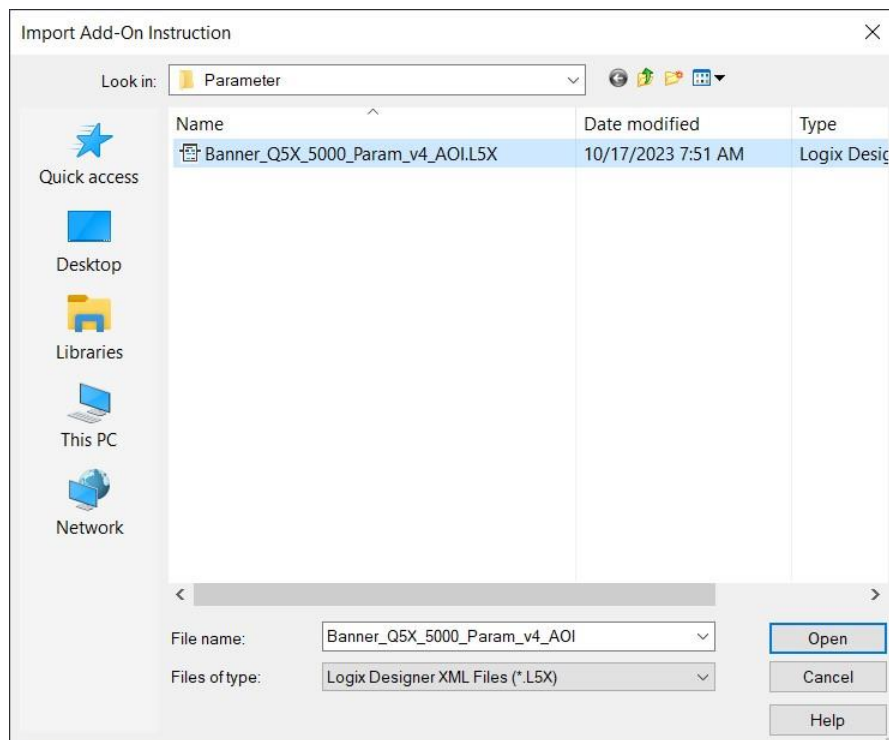 Import Add-On Instruction
Look in: Parameter
Name Date modified Type
Banner_Q5X_5000_Param_v4_AOI.L5X 10/17/2023 7:51 AM Logix Desig
Quick access
Desktop
Libraries
This PC
Network
File name: Banner_Q5X_5000_Param_v4_AOI Open
Files of type: Logix Designer XML Files (*.L5X) Cancel
Help